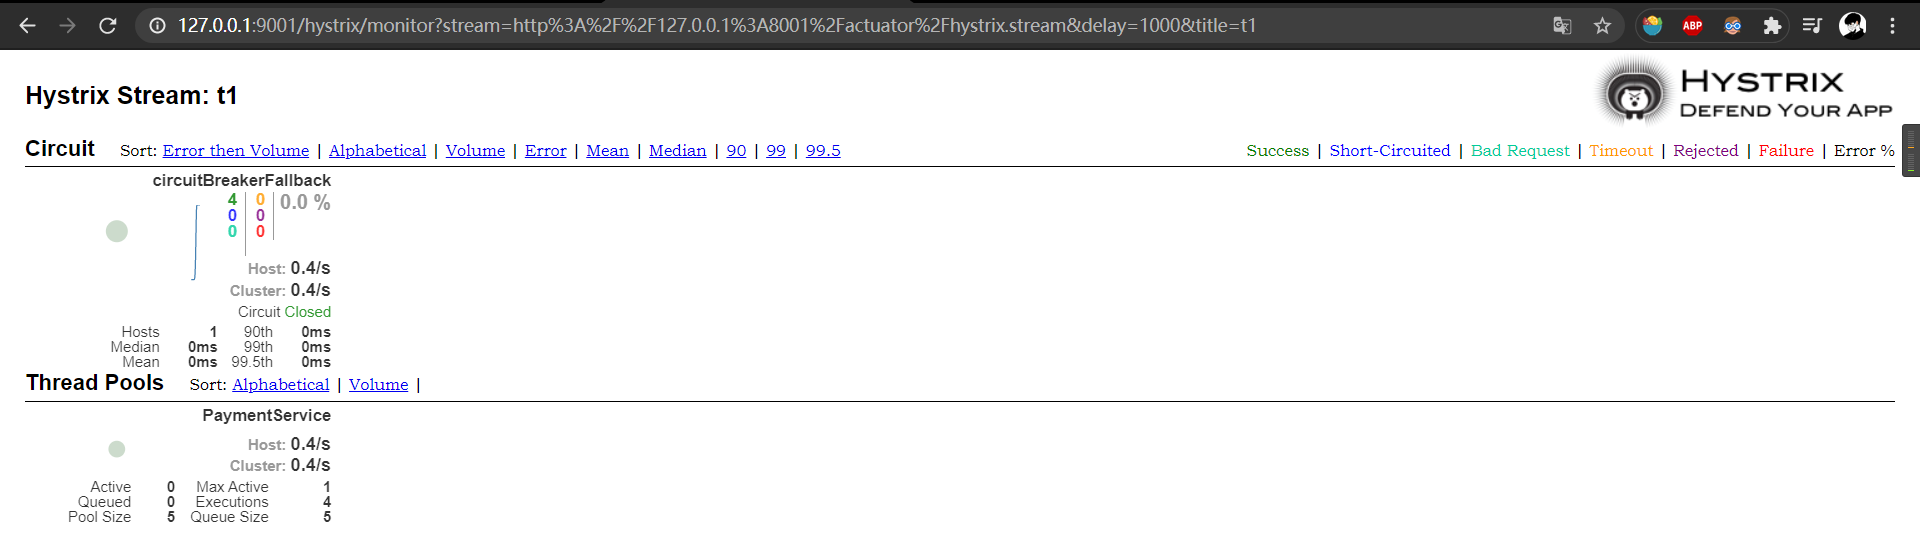 127.0.0.1:9001/hystrix/monitor?stream=http%3A%2F%2F127.0.0.1%3A8001%2Factuator%2Fhystrix.stream&delay=1000&title=t1
ABP
Hystrix Stream: t1
HYSTRIX
DEFEND YOUR APP
Circuit Sort: Error then Volume | Alphabetical | Volume | Error | Mean | Median | 90 | 99 | 99.5
Success | Short-Circuited | Bad Request | Timeout | Rejected | Failure | Error %
circuitBreakerFallback
4 0 0.0 %
0 0
0 0
Host: 0.4/s
Cluster: 0.4/s
Circuit Closed
Hosts 1 90th 0ms
Median 0ms 99th 0ms
Mean 0ms 99.5th 0ms
Thread Pools Sort: Alphabetical | Volume |
PaymentService
Host: 0.4/s
Cluster: 0.4/s
Active 0 Max Active 1
Queued 0 Executions 4
Pool Size 5 Queue Size 5